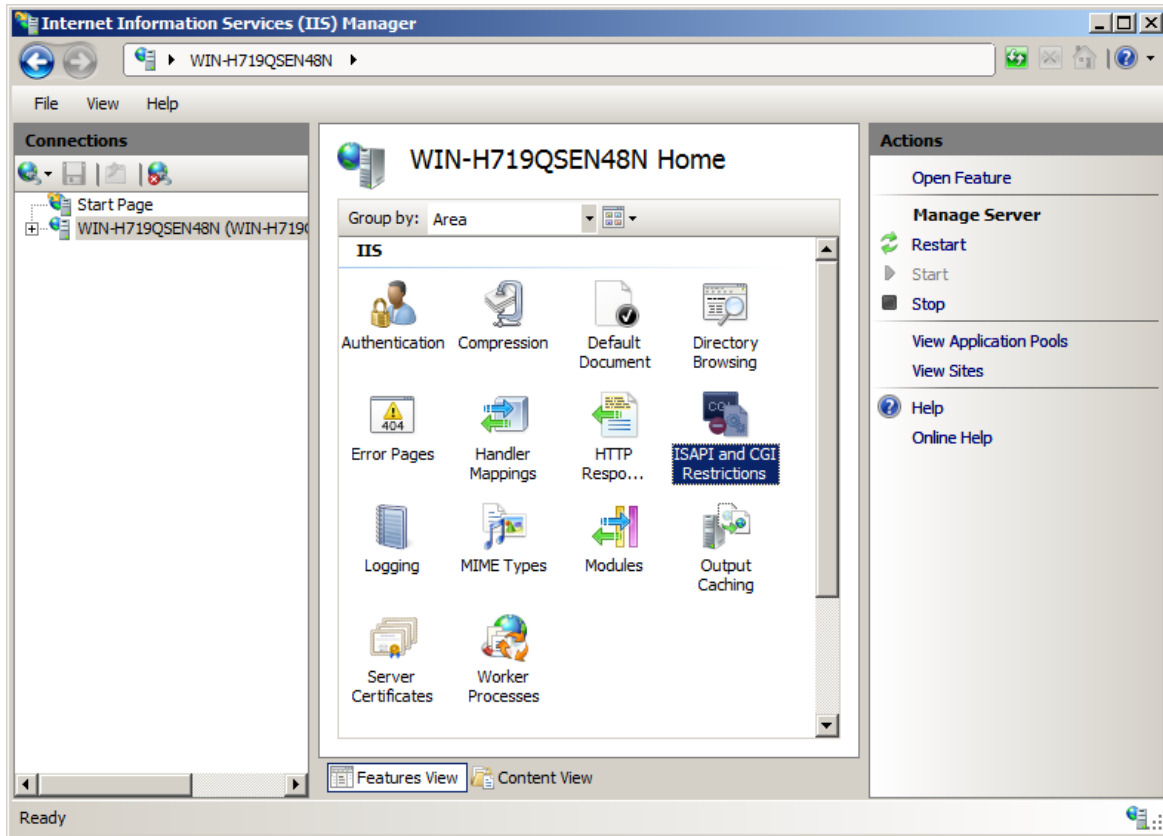 Internet Information Services (IIS) Manager
WIN-H719QSEN48N
File View Help
Connections
Start Page
WIN-H719QSEN48N (WIN-H719
WIN-H719QSEN48N Home
Group by: Area
IIS
Authentication
Compression
Default
Document
Directory
Browsing
404
Error Pages
Handler
Mappings
HTTP
Respo...
CGI
ISAPI and CGI
Restrictions
Logging
MIME Types
Modules
Output
Caching
Server
Certificates
Worker
Processes
Features View
Content View
Actions
Open Feature
Manage Server
Restart
Start
Stop
View Application Pools
View Sites
Help
Online Help
Ready